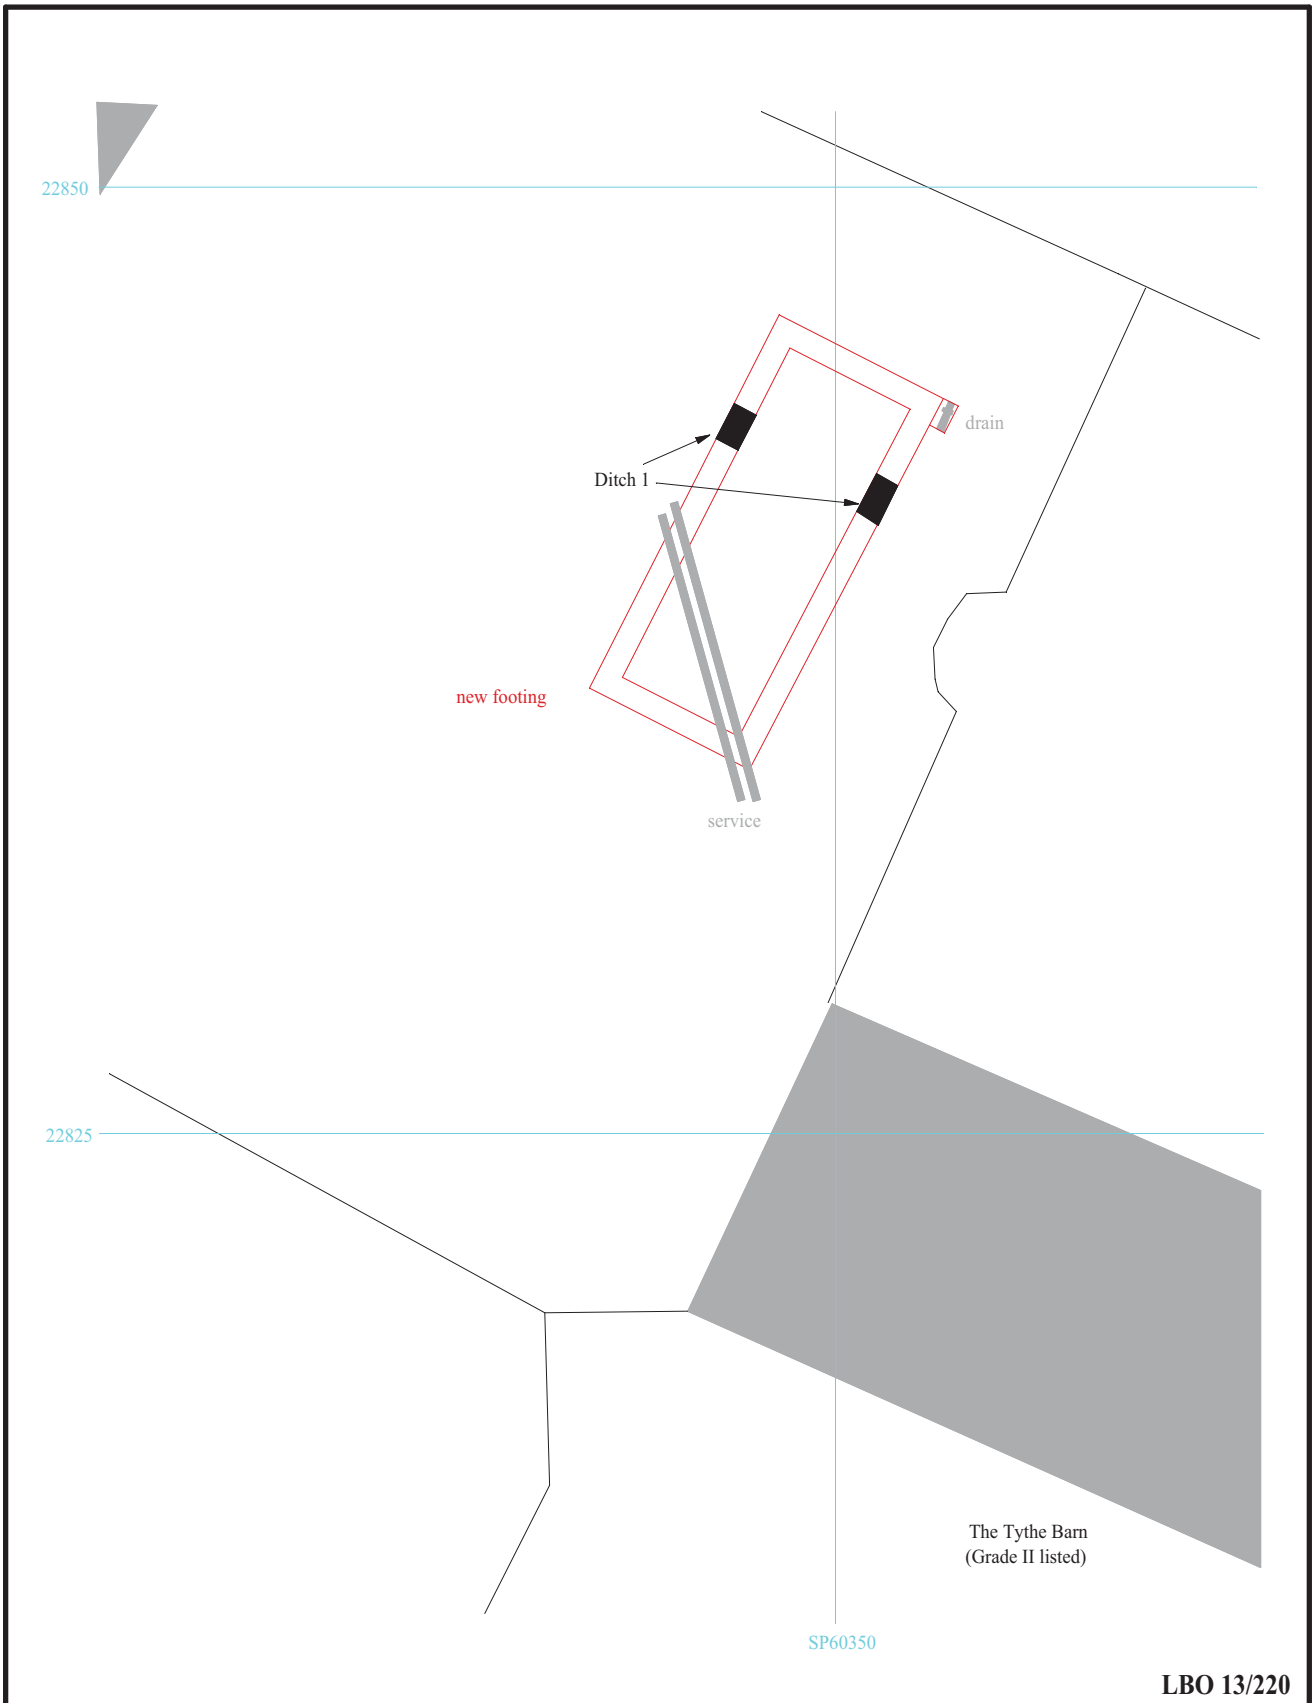 22850
drain
Ditch 1
new footing
service
22825
The Tythe Barn
(Grade II listed)
SP60350
LBO 13/220